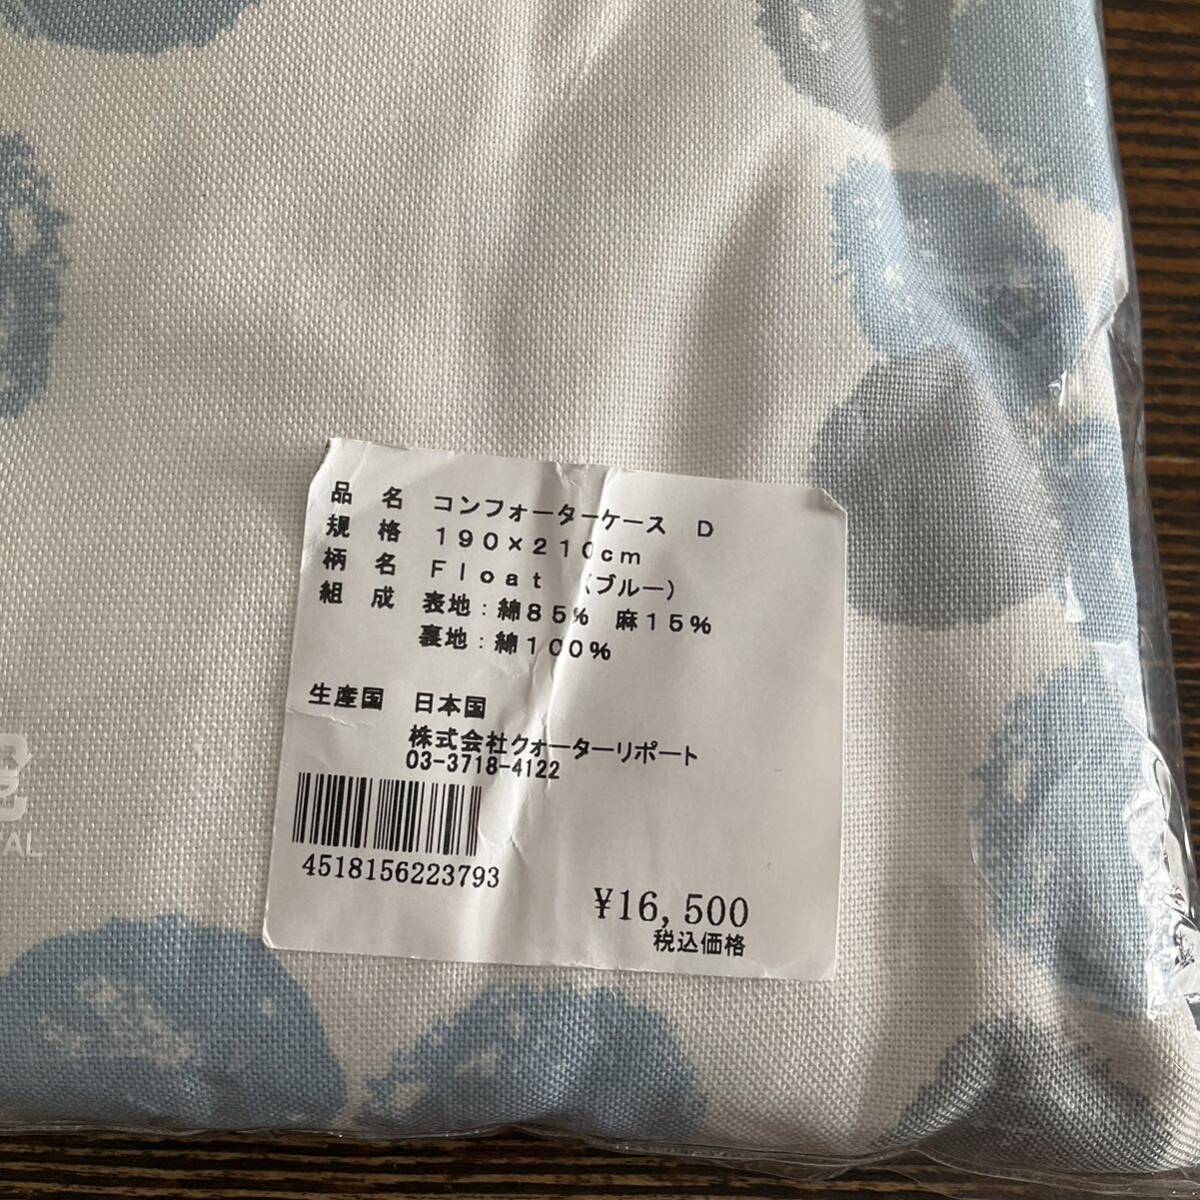 品 名 コンフォーターケース D
規 格 190×210cm
柄 名 Float (ブルー)
組 成 表地:綿85% 麻15%
裏地:綿100%
生産国 日本国
株式会社クォーターリポート
03-3718-4122
4518156223793
¥16,500
税込価格